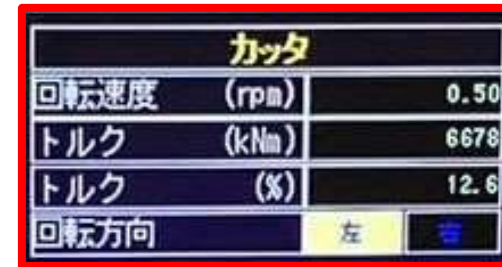 カッタ
回転速度 (rpm) 0.50
トルク (kNm) 6678
トルク (%) 12.6
回転方向 左 右